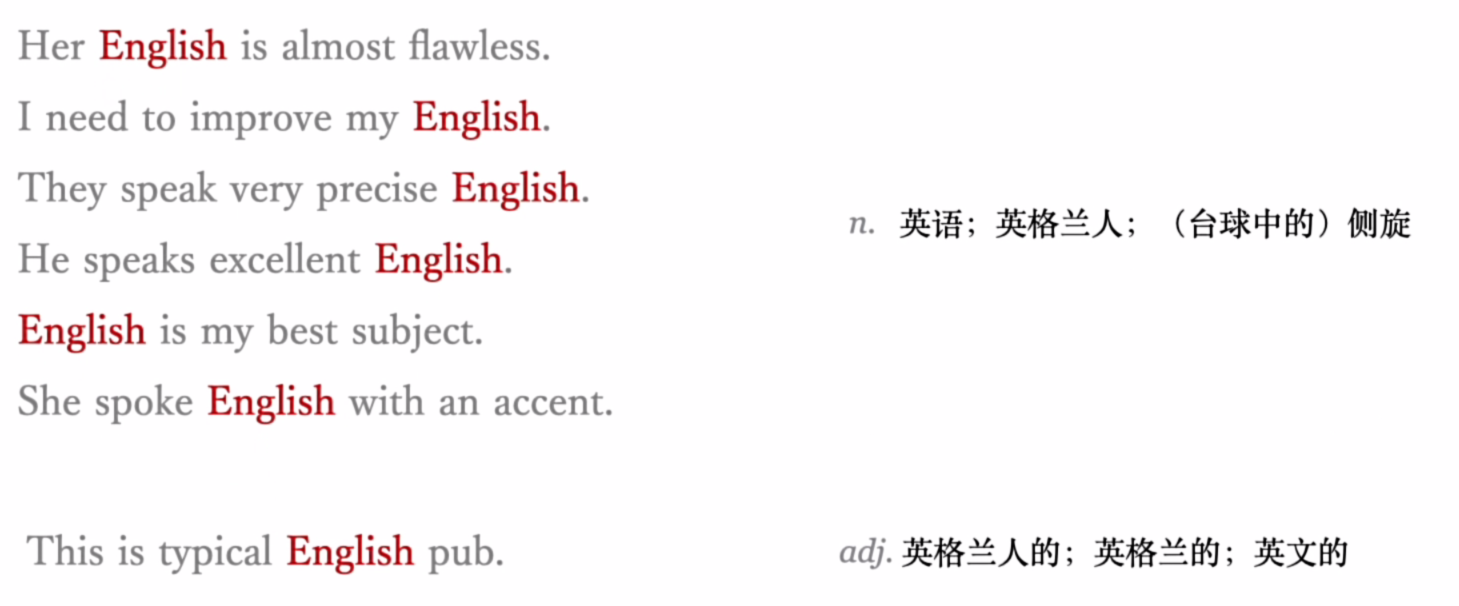 Her English is almost flawless.
I need to improve my English.
They speak very precise English.
n. 英语；英格兰人；（台球中的）侧旋
He speaks excellent English.
English is my best subject.
She spoke English with an accent.
This is typical English pub.
adj. 英格兰人的；英格兰的；英文的